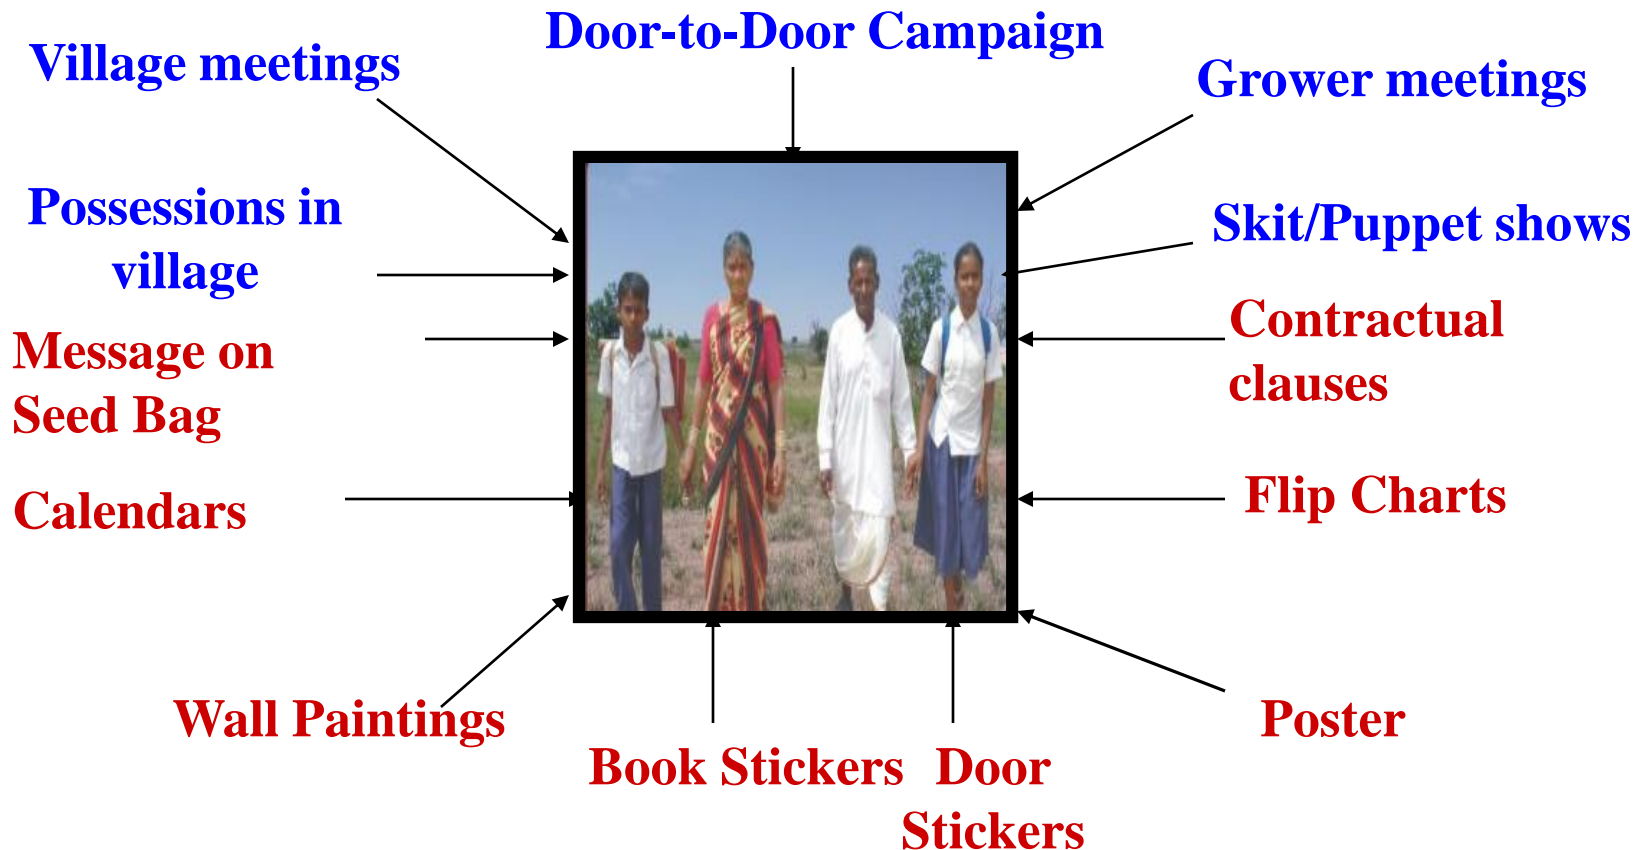 Door-to-Door Campaign
Village meetings
Grower meetings
Possessions in
village
Skit/Puppet shows
Message on
Seed Bag
Contractual
clauses
Calendars
Flip Charts
Wall Paintings
Poster
Book Stickers
Door
Stickers